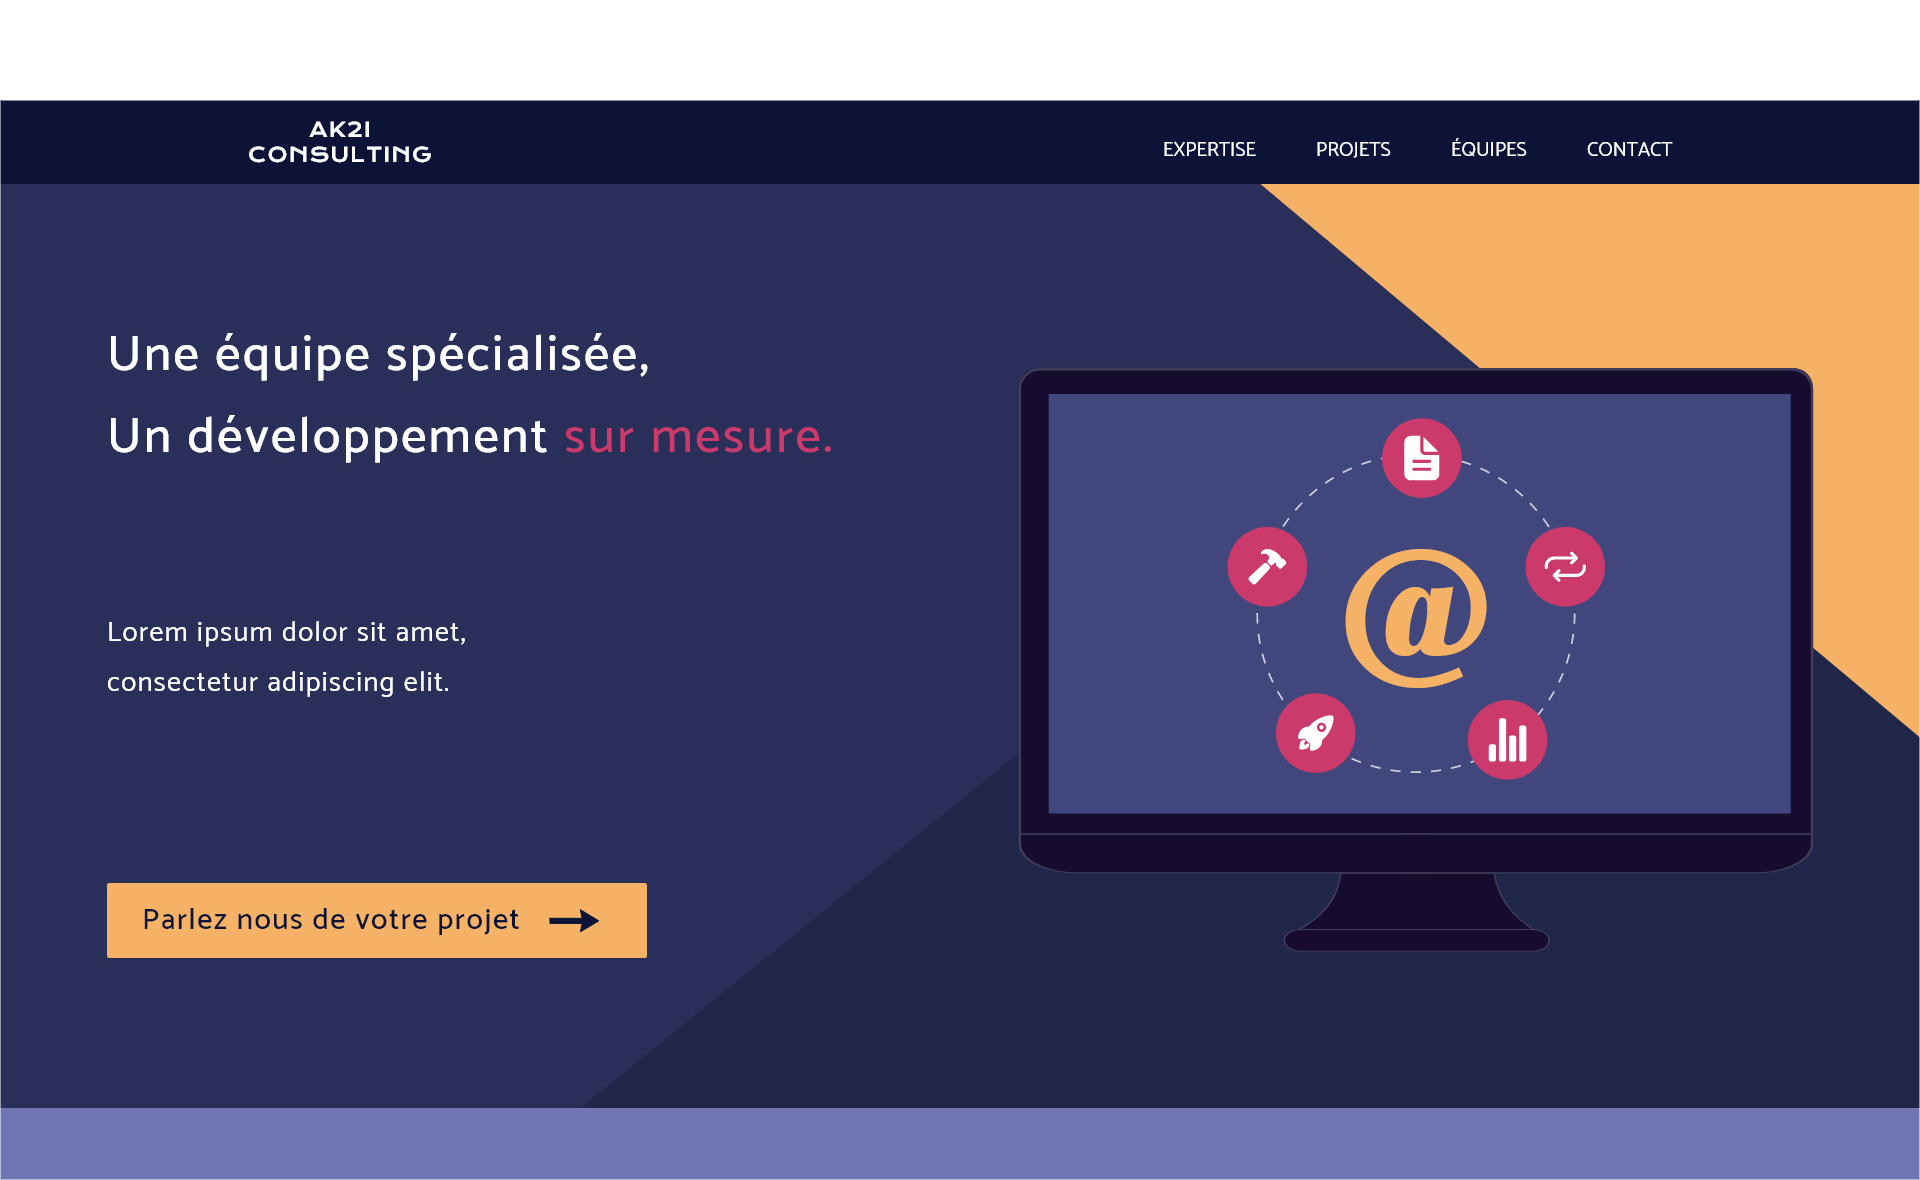 AK2I
CONSULTING
EXPERTISE PROJETS ÉQUIPES CONTACT
Une équipe spécialisée,
Un développement sur mesure.
@
Lorem ipsum dolor sit amet,
consectetur adipiscing elit.
Parlez nous de votre projet